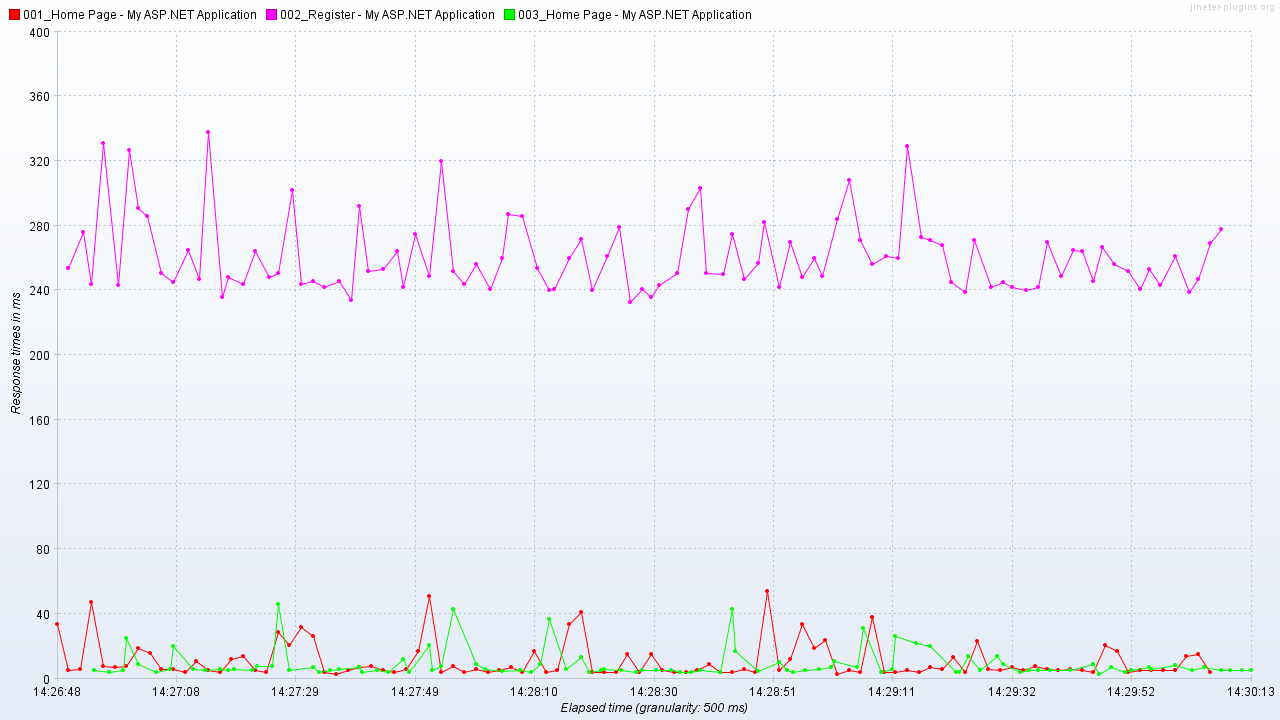 001_Home Page - My ASP.NET Application 002_Register - My ASP.NET Application 003_Home Page - My ASP.NET Application
jmeter-plugins.org
400
360
320
280
240
200
160
120
80
40
0
Response times in ms
14:26:48 14:27:08 14:27:29 14:27:49 14:28:10 14:28:30 14:28:51 14:29:11 14:29:32 14:29:52 14:30:13
Elapsed time (granularity: 500 ms)